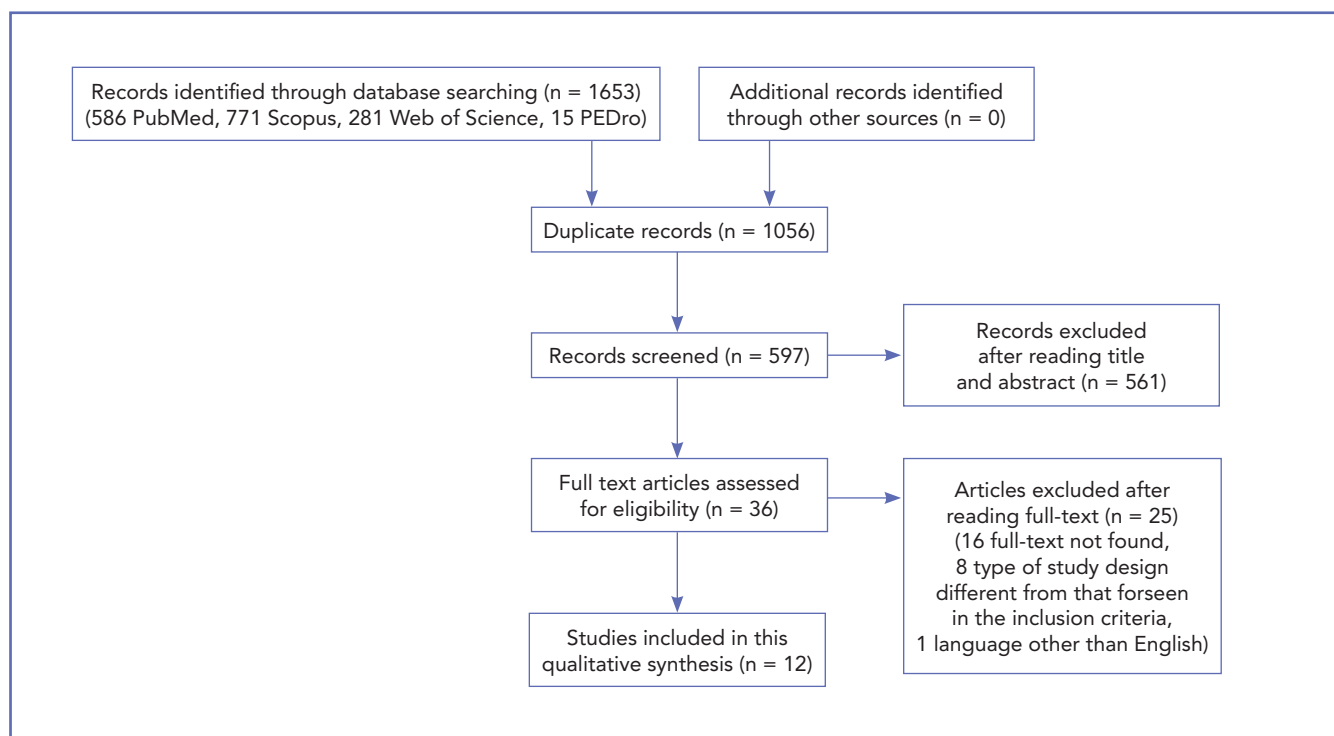 Records identified through database searching (n = 1653)
(586 PubMed, 771 Scopus, 281 Web of Science, 15 PEDro)
Additional records identified
through other sources (n = 0)
Duplicate records (n = 1056)
Records screened (n = 597)
Records excluded
after reading title
and abstract (n = 561)
Full text articles assessed
for eligibility (n = 36)
Articles excluded after
reading full-text (n = 25)
(16 full-text not found,
8 type of study design
different from that forseen
in the inclusion criteria,
1 language other than English)
Studies included in this
qualitative synthesis (n = 12)